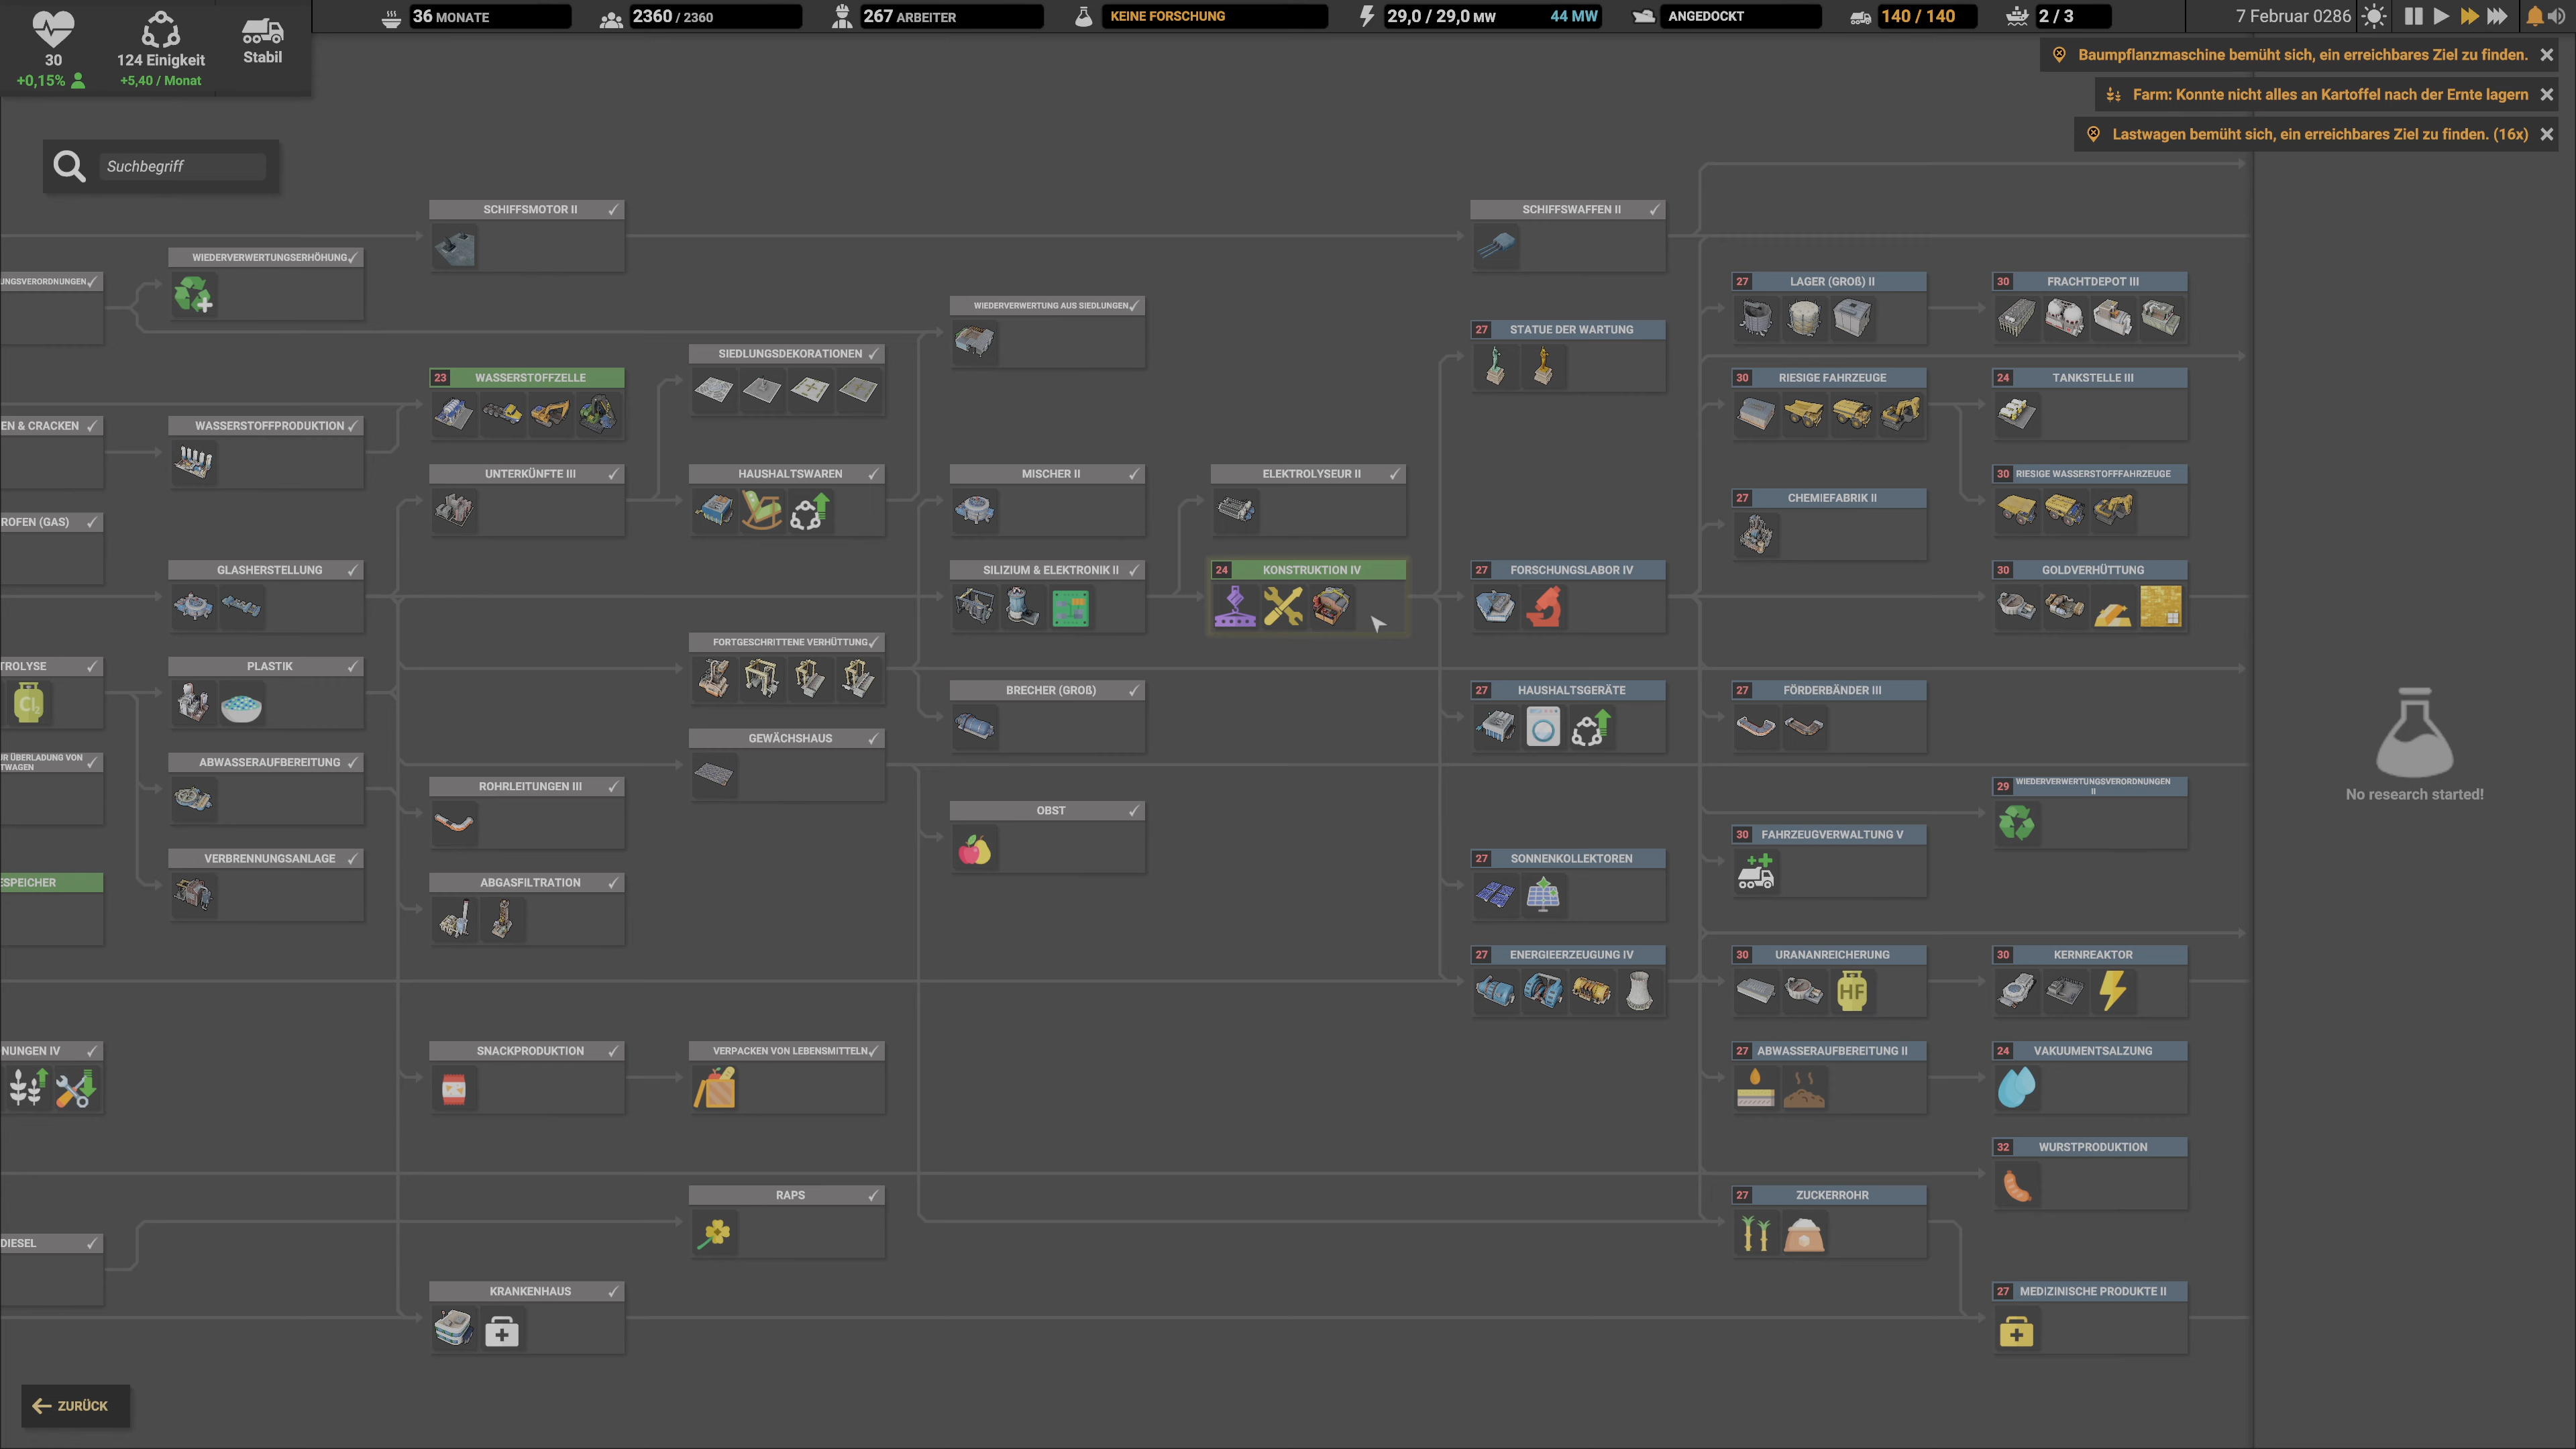 36 MONATE
2360 / 2360
267 ARBEITER
KEINE FORSCHUNG
29,0 / 29,0 MW 44 MW
ANGEDOCKT
140 / 140
2 / 3
7 Februar 0286
30
+0,15%
124 Einigkeit
+5,40 / Monat
Stabil
Baumpflanzmaschine bemüht sich, ein erreichbares Ziel zu finden.
Farm: Konnte nicht alles an Kartoffel nach der Ernte lagern
Lastwagen bemüht sich, ein erreichbares Ziel zu finden. (16x)
Suchbegriff
UNGSVERORDNUNGEN
EN & CRACKEN
ROFEN (GAS)
TROLYSE
Cl2
UR ÜBERLADUNG VON
TWAGEN
ESPEICHER
NUNGEN IV
DIESEL
WIEDERVERWERTUNGSERHÖHUNG
WASSERSTOFFPRODUKTION
GLASHERSTELLUNG
PLASTIK
ABWASSERAUFBEREITUNG
VERBRENNUNGSANLAGE
SCHIFFSMOTOR II
23 WASSERSTOFFZELLE
UNTERKÜNFTE III
ROHRLEITUNGEN III
ABGASFILTRATION
SNACKPRODUKTION
KRANKENHAUS
SIEDLUNGSDEKORATIONEN
HAUSHALTSWAREN
FORTGESCHRITTENE VERHÜTTUNG
GEWÄCHSHAUS
VERPACKEN VON LEBENSMITTELN
RAPS
WIEDERVERWERTUNG AUS SIEDLUNGEN
MISCHER II
SILIZIUM & ELEKTRONIK II
BRECHER (GROß)
OBST
ELEKTROLYSEUR II
24 KONSTRUKTION IV
SCHIFFSWAFFEN II
27 STATUE DER WARTUNG
27 FORSCHUNGSLABOR IV
27 HAUSHALTSGERÄTE
27 SONNENKOLLEKTOREN
27 ENERGIEERZEUGUNG IV
27 LAGER (GROß) II
30 RIESIGE FAHRZEUGE
27 CHEMIEFABRIK II
27 FÖRDERBÄNDER III
30 FAHRZEUGVERWALTUNG V
30 URANANREICHERUNG
HF
27 ABWASSERAUFBEREITUNG II
27 ZUCKERROHR
30 FRACHTDEPOT III
24 TANKSTELLE III
30 RIESIGE WASSERSTOFFFAHRZEUGE
30 GOLDVERHÜTTUNG
29 WIEDERVERWERTUNGSVERORDNUNGEN
II
30 KERNREAKTOR
24 VAKUUMENTSALZUNG
32 WURSTPRODUKTION
27 MEDIZINISCHE PRODUKTE II
No research started!
ZURÜCK